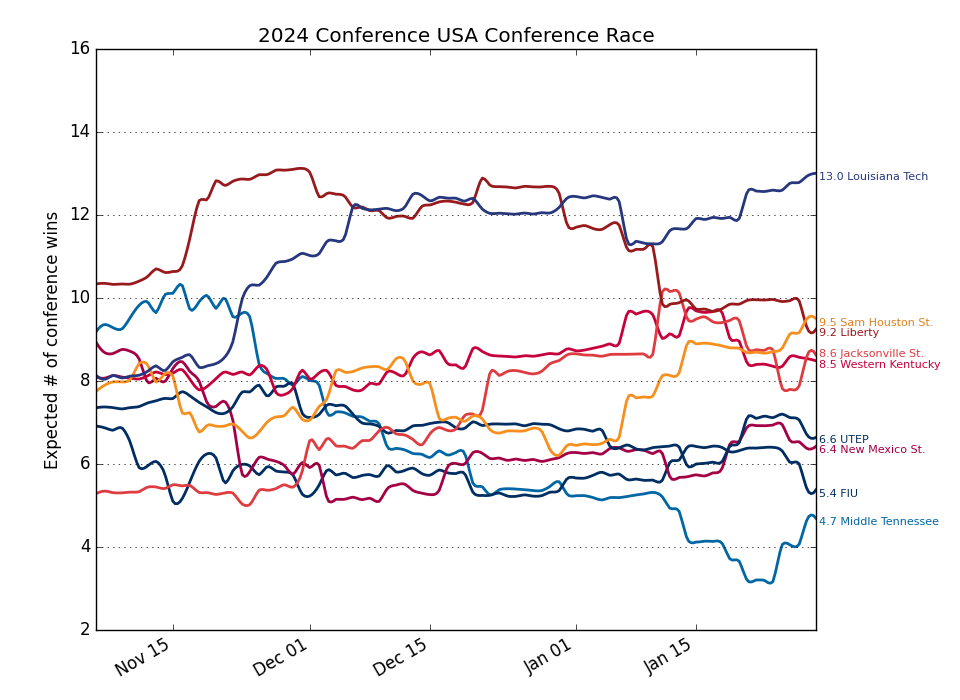 2024 Conference USA Conference Race
Expected # of conference wins
16
14
12
10
8
6
4
2
Nov 15
Dec 01
Dec 15
Jan 01
Jan 15
13.0 Louisiana Tech
9.5 Sam Houston St.
9.2 Liberty
8.6 Jacksonville St.
8.5 Western Kentucky
6.6 UTEP
6.4 New Mexico St.
5.4 FIU
4.7 Middle Tennessee